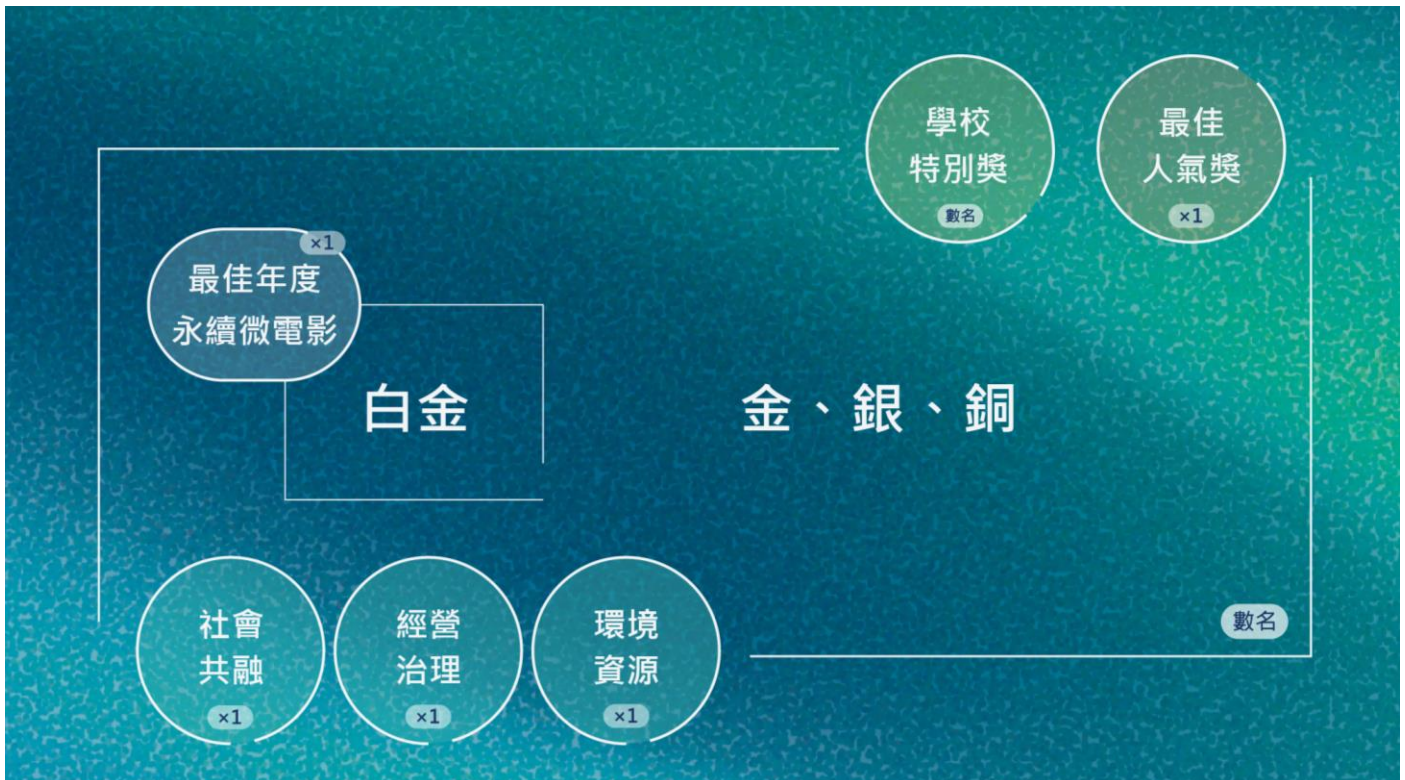 學校
特別獎
數名
最佳
人氣獎
×1
×1
最佳年度
永續微電影
白金
金、銀、銅
數名
社會
共融
×1
經營
治理
×1
環境
資源
×1